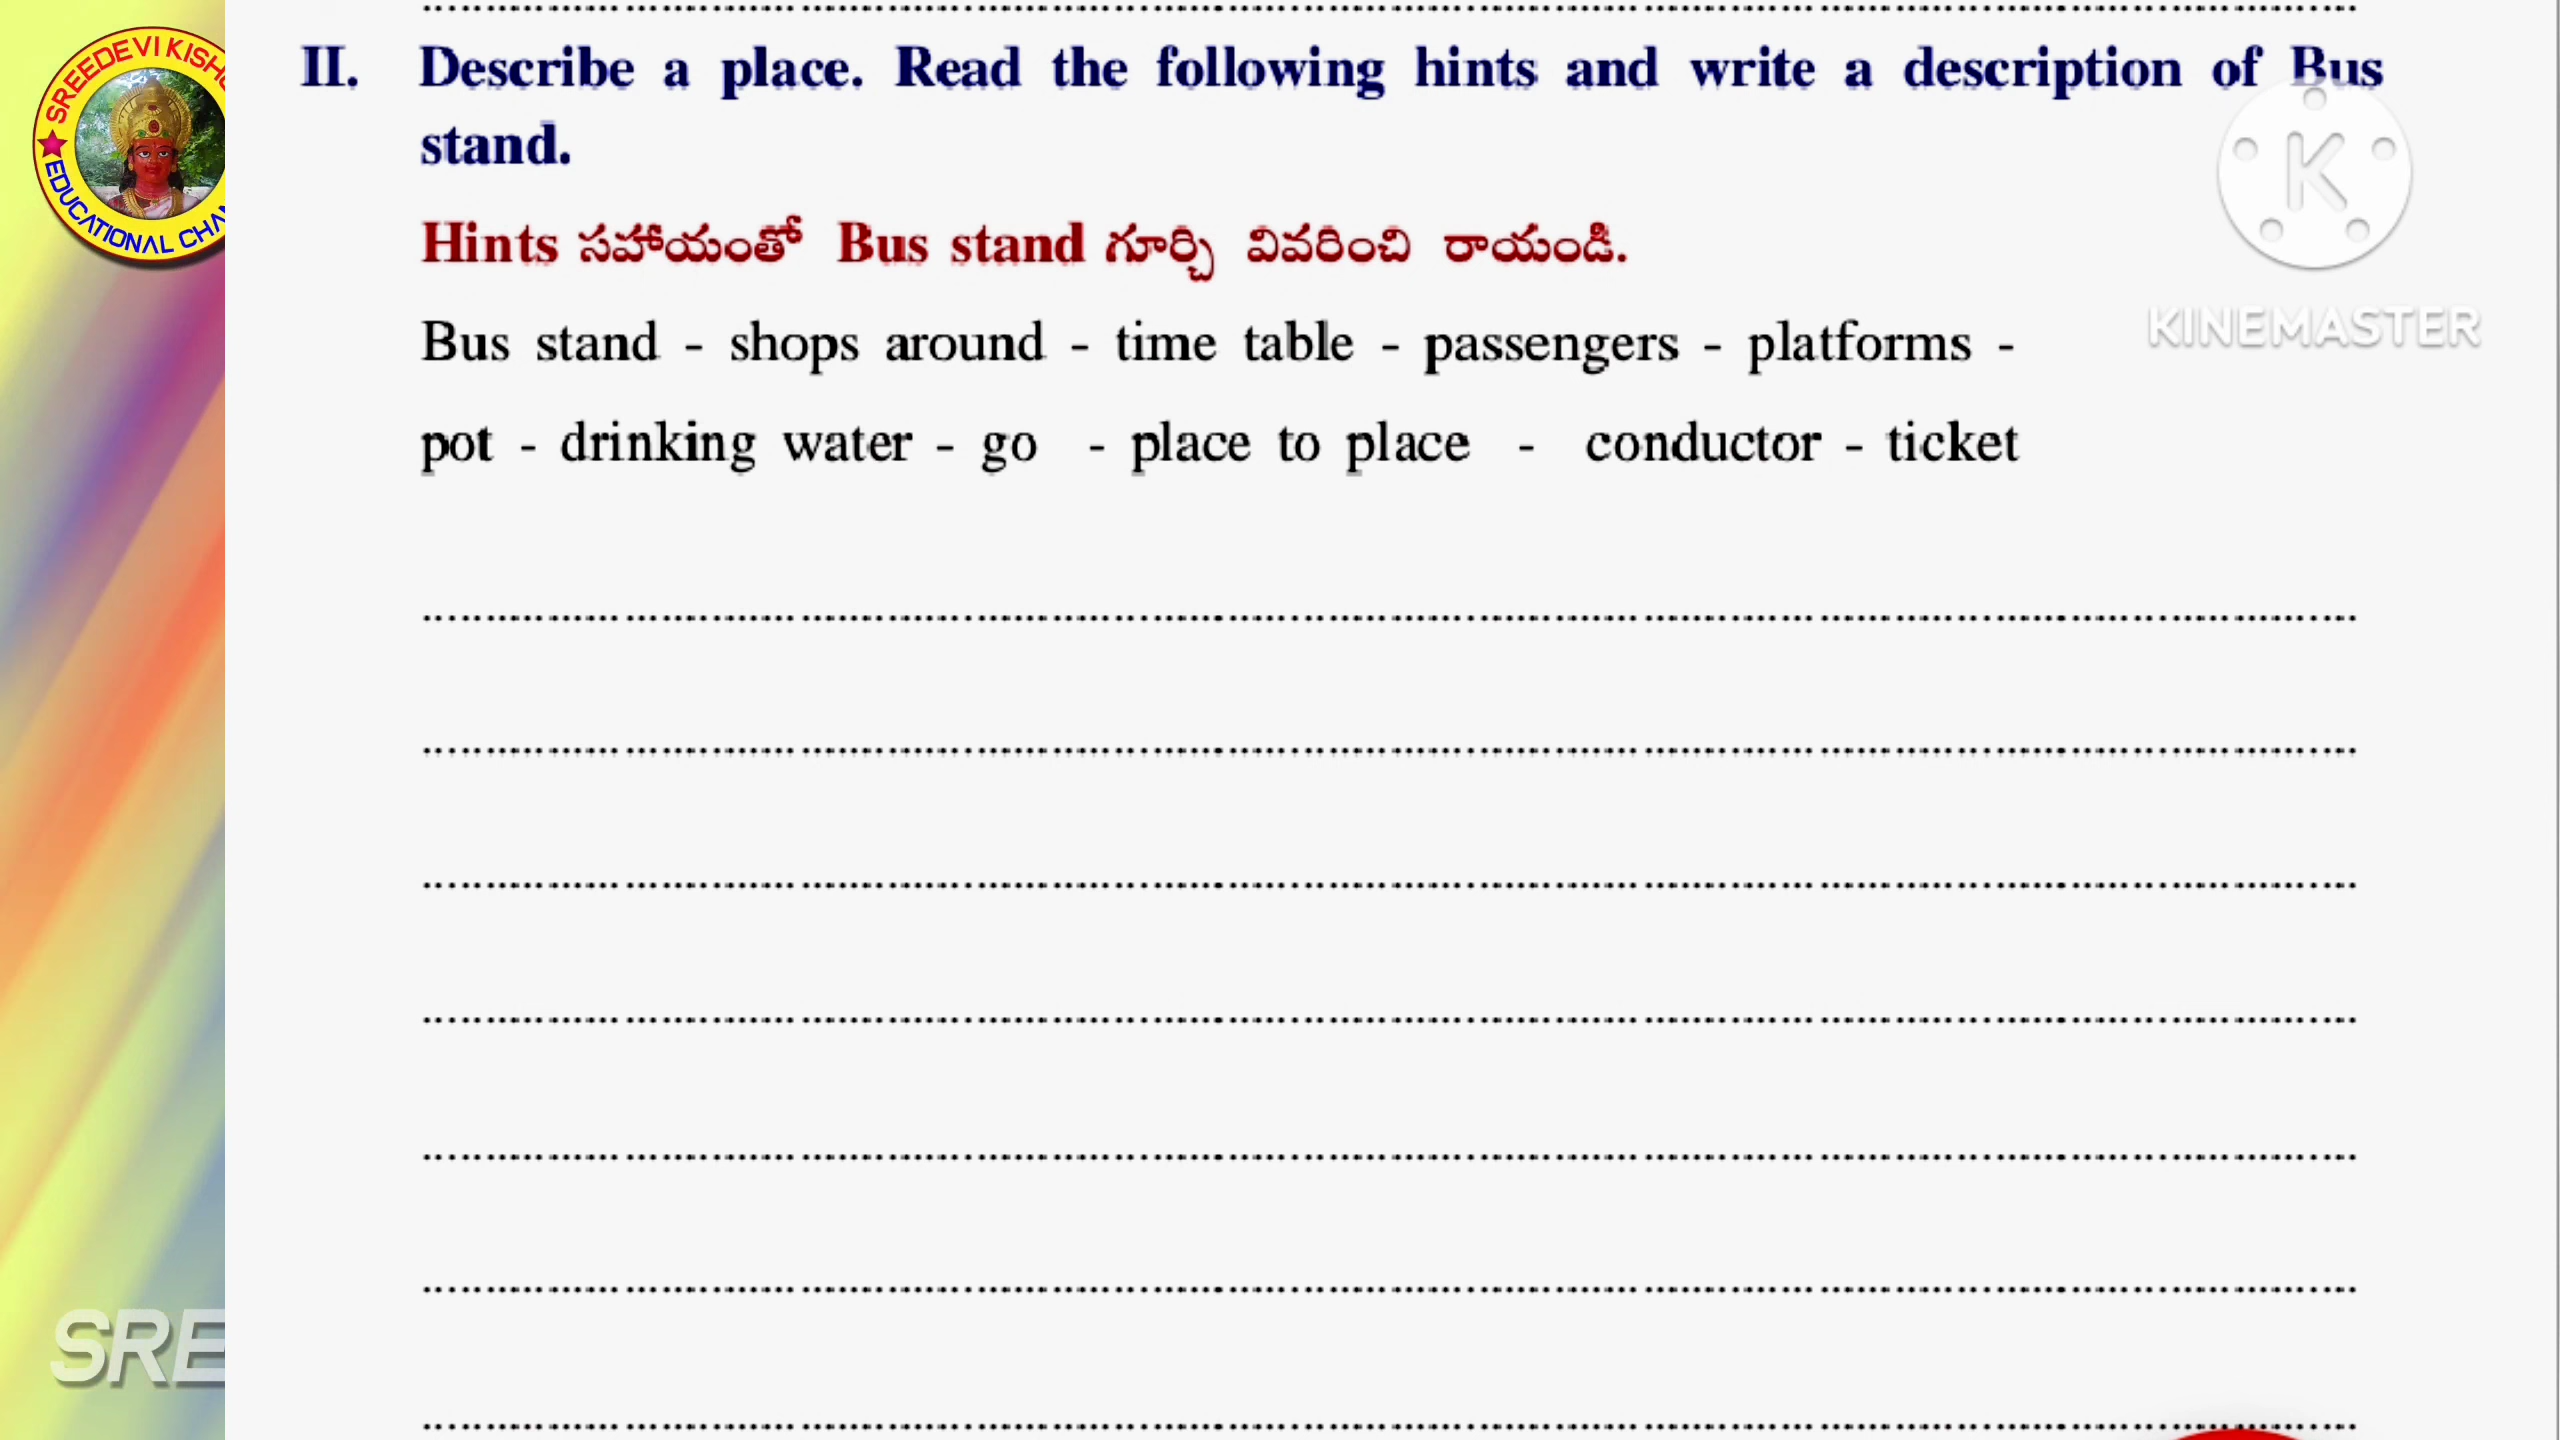 SREEDEVI KISHO
EDUCATIONAL CHA
II. Describe a place. Read the following hints and write a description of Bus
stand.
Hints సహాయంతో Bus stand గూర్చి వివరించి రాయండి.
Bus stand - shops around - time table - passengers - platforms -
pot - drinking water - go - place to place - conductor - ticket
K
KINEMASTER
SRE